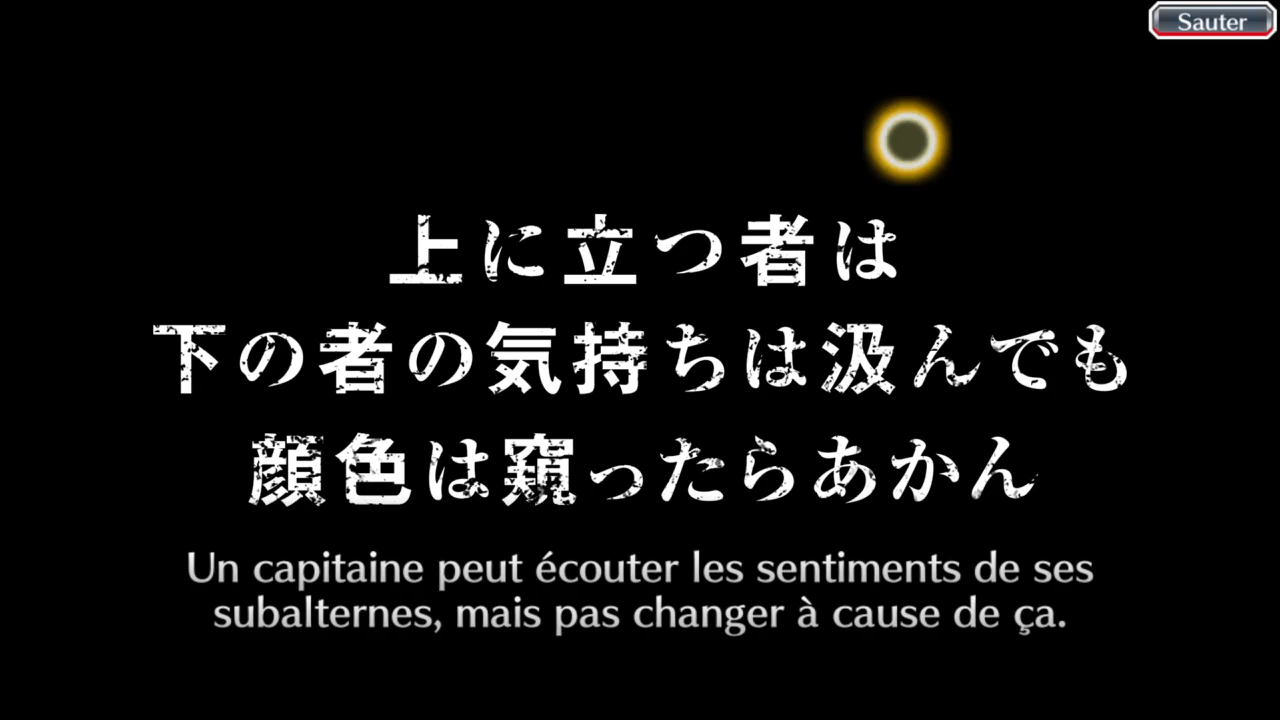 Sauter
上に立つ者は
下の者の気持ちは汲んでも
顔色は窺ったらあかん
Un capitaine peut écouter les sentiments de ses
subalternes, mais pas changer à cause de ça.